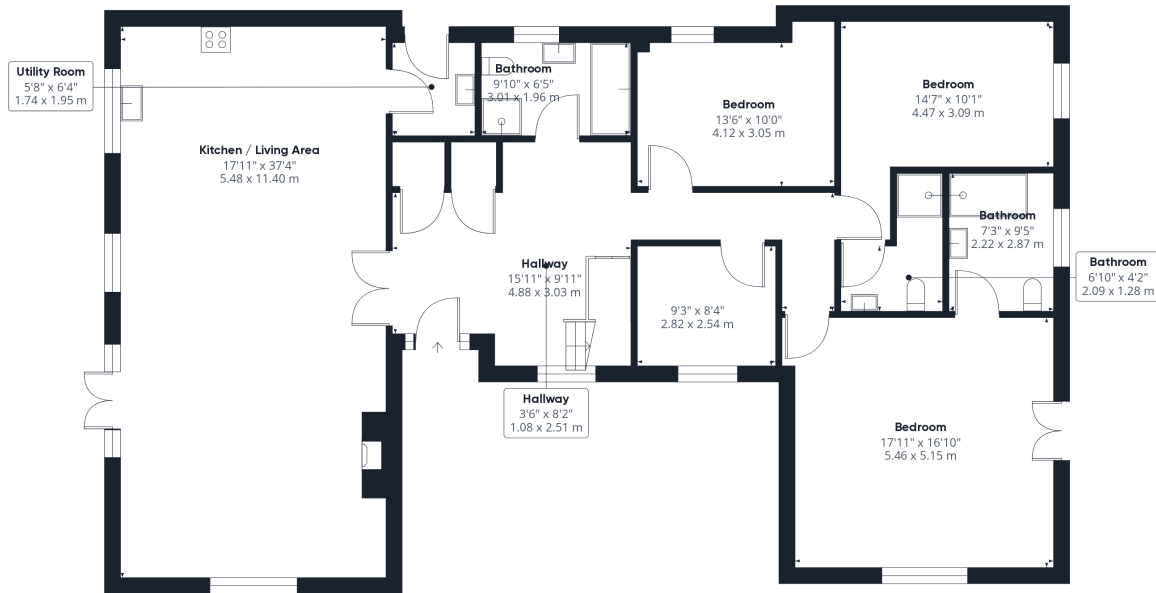 Utility Room
5'8" x 6'4"
1.74 x 1.95 m
Kitchen / Living Area
17'11" x 37'4"
5.48 x 11.40 m
Bathroom
9'10" x 6'5"
3.01 x 1.96 m
Bedroom
13'6" x 10'0"
4.12 x 3.05 m
Bedroom
14'7" x 10'1"
4.47 x 3.09 m
Bathroom
7'3" x 9'5"
2.22 x 2.87 m
Bathroom
6'10" x 4'2"
2.09 x 1.28 m
Hallway
15'11" x 9'11"
4.88 x 3.03 m
9'3" x 8'4"
2.82 x 2.54 m
Hallway
3'6" x 8'2"
1.08 x 2.51 m
Bedroom
17'11" x 16'10"
5.46 x 5.15 m